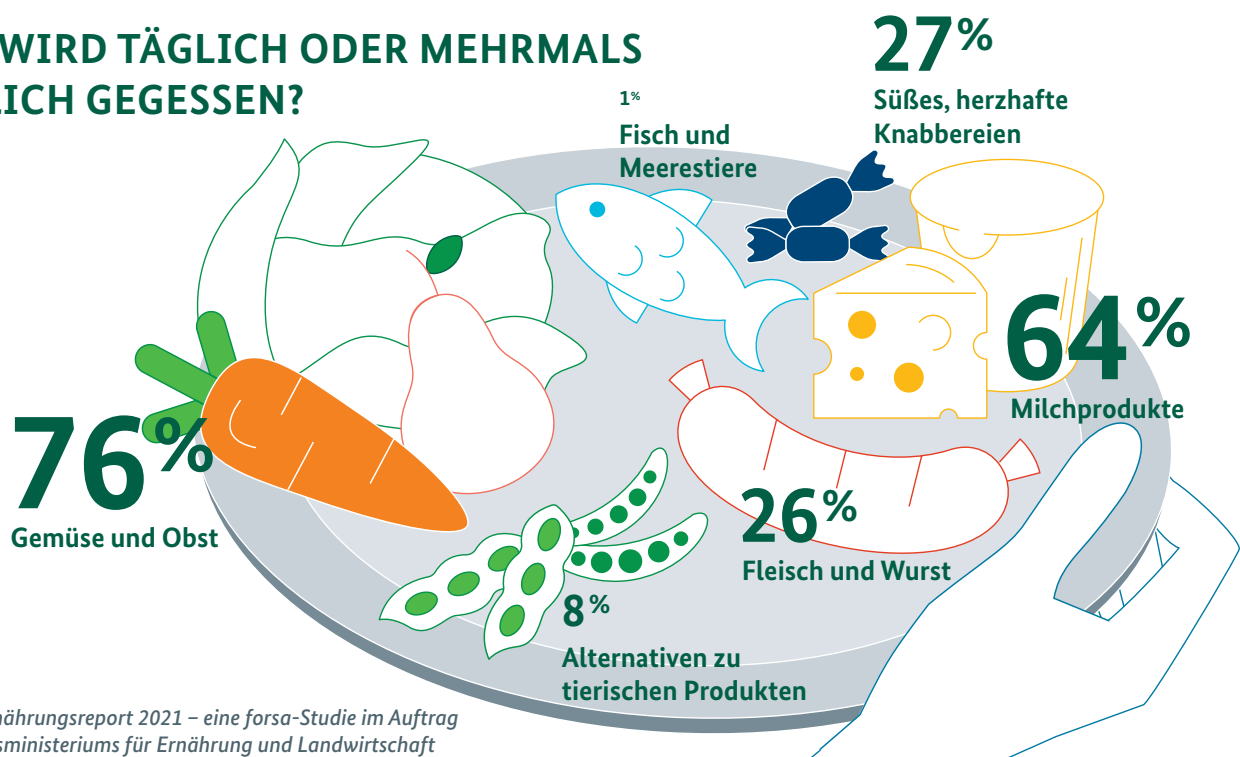 WIRD TÄGLICH ODER MEHRMALS
LICH GEGESSEN?
27%
Süßes, herzhafte
Knabbereien
1%
Fisch und
Meerestiere
64%
Milchprodukte
76%
Gemüse und Obst
26%
Fleisch und Wurst
8%
Alternativen zu
tierischen Produkten
nährungsreport 2021 – eine forsa-Studie im Auftrag
sministeriums für Ernährung und Landwirtschaft